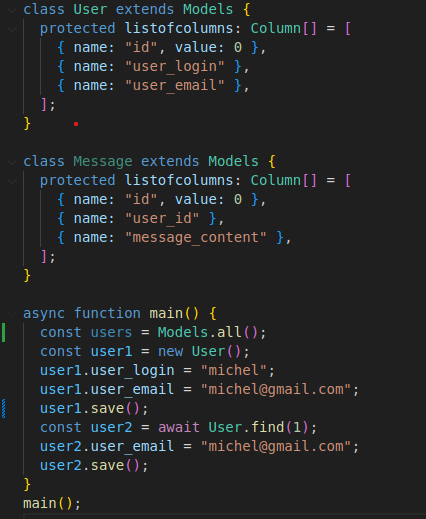 class User extends Models {
  protected listofcolumns: Column[] = [
    { name: "id", value: 0 },
    { name: "user_login" },
    { name: "user_email" },
  ];
}
class Message extends Models {
  protected listofcolumns: Column[] = [
    { name: "id", value: 0 },
    { name: "user_id" },
    { name: "message_content" },
  ];
}
async function main() {
  const users = Models.all();
  const user1 = new User();
  user1.user_login = "michel";
  user1.user_email = "michel@gmail.com";
  user1.save();
  const user2 = await User.find(1);
  user2.user_email = "michel@gmail.com";
  user2.save();
}
main();